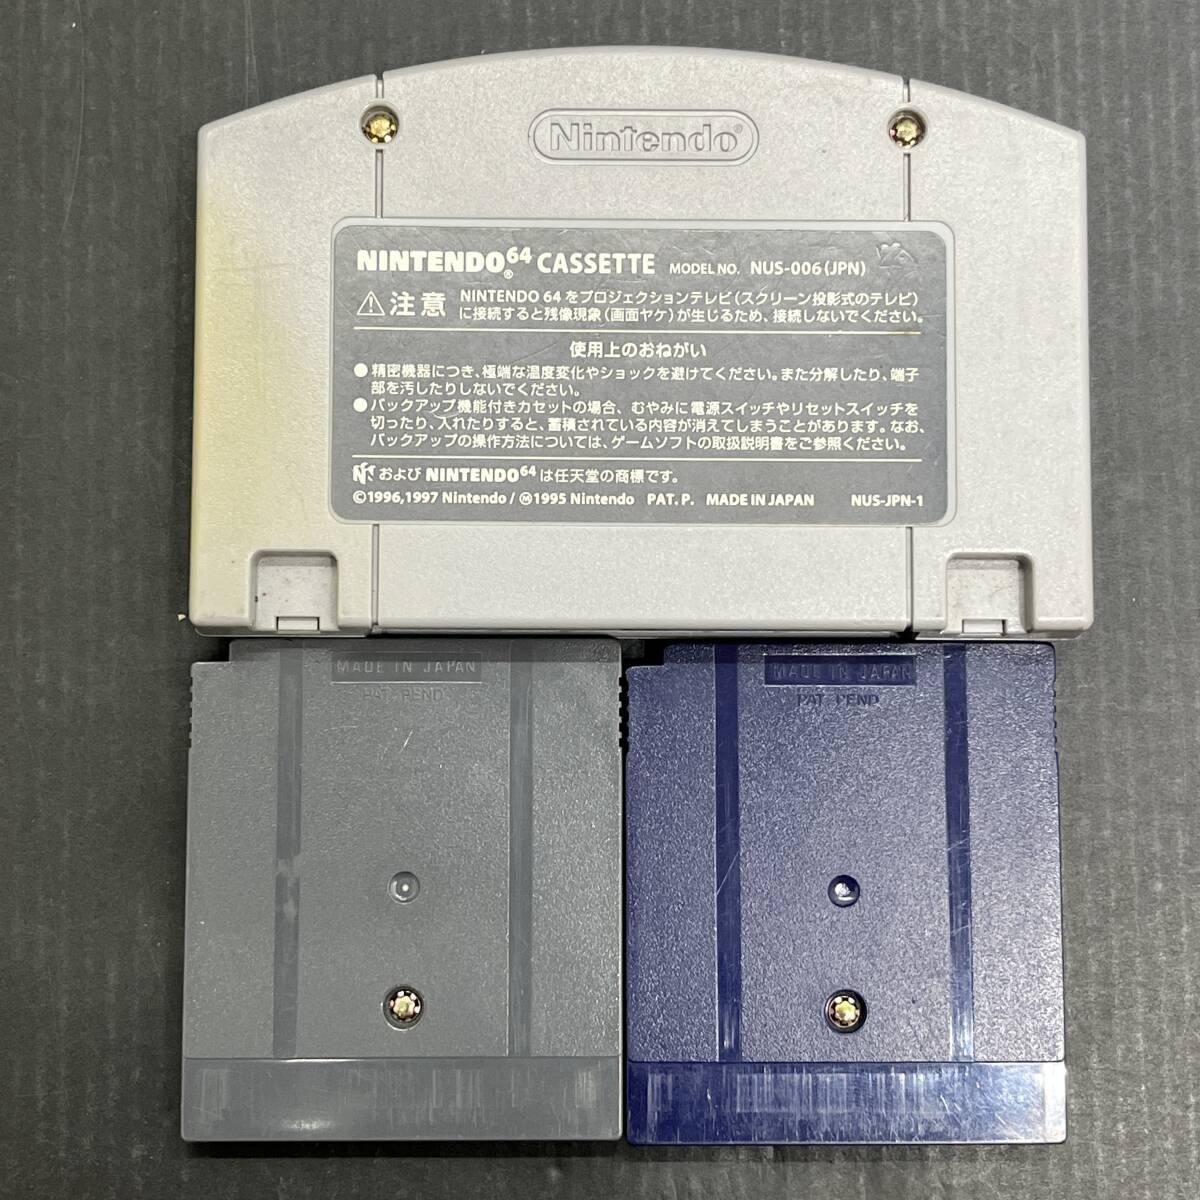 Nintendo®
NINTENDO64® CASSETTE MODEL NO. NUS-006(JPN)
⚠注意 NINTENDO 64をプロジェクションテレビ(スクリーン投影式のテレビ)
に接続すると残像現象(画面ヤケ)が生じるため、接続しないでください。
使用上のおねがい
●精密機器につき、極端な温度変化やショックを避けてください。また分解したり、端子
部を汚したりしないでください。
●バックアップ機能付きカセットの場合、むやみに電源スイッチやリセットスイッチを
切ったり、入れたりすると、蓄積されている内容が消えてしまうことがあります。なお、
バックアップの操作方法については、ゲームソフトの取扱説明書をご参照ください。
および NINTENDO64は任天堂の商標です。
©1996,1997 Nintendo/Ⓜ1995 Nintendo PAT.P. MADE IN JAPAN NUS-JPN-1
MADE IN JAPAN
PAT. PEND.
MADE IN JAPAN
PAT. PEND.